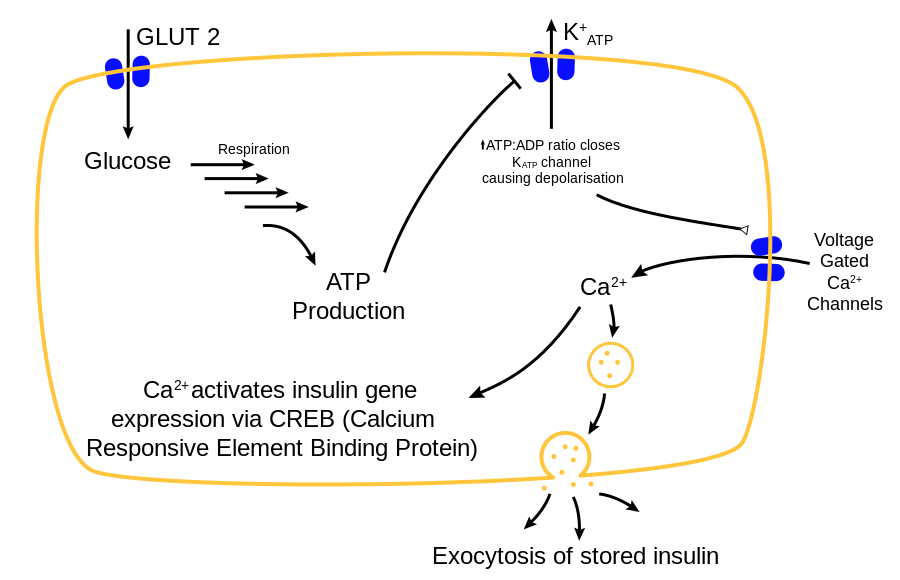 GLUT 2
K⁺ATP
Glucose
Respiration
ATP:ADP ratio closes
KATP channel
causing depolarisation
Voltage
Gated
Ca²⁺
Channels
Ca²⁺
ATP
Production
Ca²⁺activates insulin gene
expression via CREB (Calcium
Responsive Element Binding Protein)
Exocytosis of stored insulin